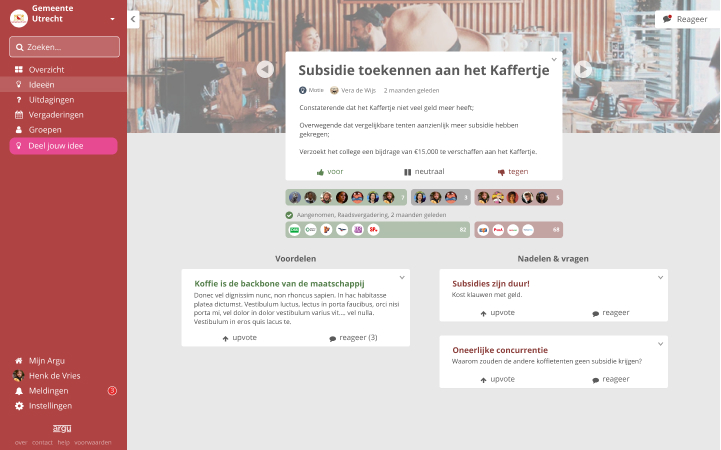 Gemeente
Utrecht
Zoeken...
Overzicht
Ideeën
Uitdagingen
Vergaderingen
Groepen
Deel jouw idee
Mijn Argu
Henk de Vries
Meldingen 3
Instellingen
argu
over contact help voorwaarden
Reageer
Subsidie toekennen aan het Kaffertje
Motie Vera de Wijs 2 maanden geleden
Constaterende dat het Kaffertje niet veel geld meer heeft;
Overwegende dat vergelijkbare tenten aanzienlijk meer subsidie hebben
gekregen;
Verzoekt het college een bijdrage van €15.000 te verschaffen aan het Kaffertje.
voor neutraal tegen
7 3 5
Aangenomen, Raadsvergadering, 2 maanden geleden
82 68
Voordelen
Koffie is de backbone van de maatschappij
Donec vel dignissim nunc, non rhoncus sapien. In hac habitasse
platea dictumst. Vestibulum luctus, lectus in porta faucibus, orci nisi
porta mi, vel dolor in dolor vestibulum varius vit..., vel nulla.
Vestibulum in eros quis lacus te.
upvote reageer (3)
Nadelen & vragen
Subsidies zijn duur!
Kost klauwen met geld.
upvote reageer
Oneerlijke concurrentie
Waarom zouden de andere koffietenten geen subsidie krijgen?
upvote reageer